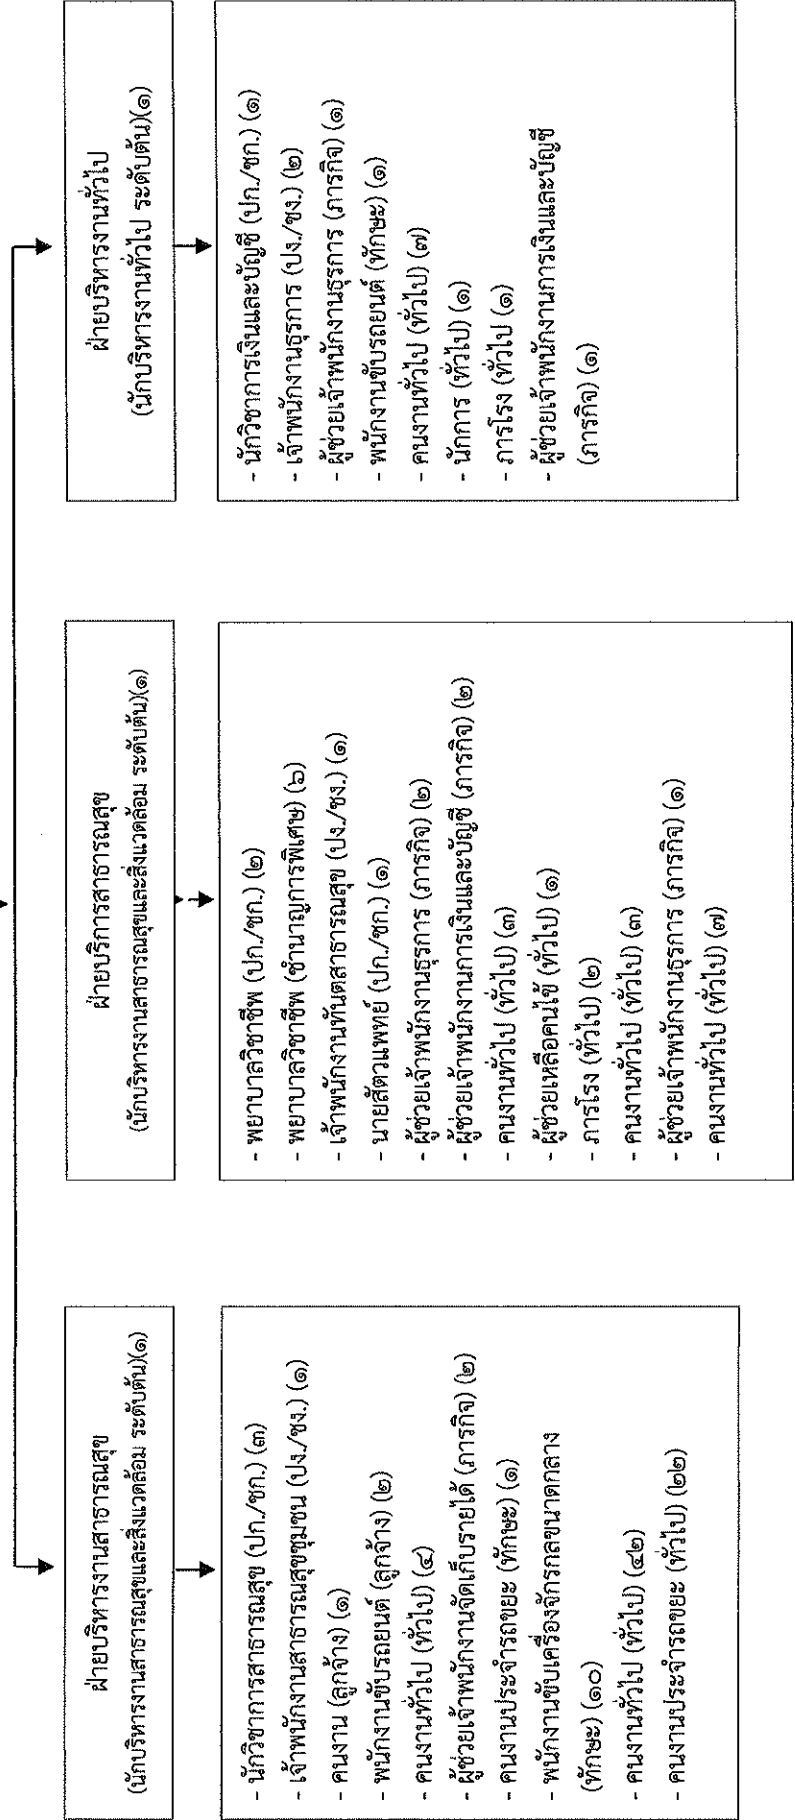 ฝ่ายบริหารงานสาธารณสุข
(นักบริหารงานสาธารณสุขและสิ่งแวดล้อม ระดับต้น)(๑)
- นักวิชาการสาธารณสุข (ปก./ชก.) (๓)
- เจ้าพนักงานสาธารณสุขชุมชน (ปง./ชง.) (๑)
- คนงาน (ลูกจ้าง) (๑)
- พนักงานขับรถยนต์ (ลูกจ้าง) (๒)
- คนงานทั่วไป (ทั่วไป) (๔)
- ผู้ช่วยเจ้าพนักงานจัดเก็บรายได้ (ภารกิจ) (๒)
- คนงานประจำรถขยะ (ทักษะ) (๑)
- พนักงานขับเครื่องจักรกลขนาดกลาง
(ทักษะ) (๑๐)
- คนงานทั่วไป (ทั่วไป) (๔๒)
- คนงานประจำรถขยะ (ทั่วไป) (๒๒)
ฝ่ายบริการสาธารณสุข
(นักบริหารงานสาธารณสุขและสิ่งแวดล้อม ระดับต้น)(๑)
- พยาบาลวิชาชีพ (ปก./ชก.) (๒)
- พยาบาลวิชาชีพ (ชำนาญการพิเศษ) (๖)
- เจ้าพนักงานทันตสาธารณสุข (ปง./ชง.) (๑)
- นายสัตวแพทย์ (ปก./ชก.) (๑)
- ผู้ช่วยเจ้าพนักงานธุรการ (ภารกิจ) (๒)
- ผู้ช่วยเจ้าพนักงานการเงินและบัญชี (ภารกิจ) (๒)
- คนงานทั่วไป (ทั่วไป) (๓)
- ผู้ช่วยเหลือคนไข้ (ทั่วไป) (๑)
- ภารโรง (ทั่วไป) (๒)
- คนงานทั่วไป (ทั่วไป) (๓)
- ผู้ช่วยเจ้าพนักงานธุรการ (ภารกิจ) (๑)
- คนงานทั่วไป (ทั่วไป) (๗)
ฝ่ายบริหารงานทั่วไป
(นักบริหารงานทั่วไป ระดับต้น)(๑)
- นักวิชาการเงินและบัญชี (ปก./ชก.) (๑)
- เจ้าพนักงานธุรการ (ปง./ชง.) (๒)
- ผู้ช่วยเจ้าพนักงานธุรการ (ภารกิจ) (๑)
- พนักงานขับรถยนต์ (ทักษะ) (๑)
- คนงานทั่วไป (ทั่วไป) (๗)
- นักการ (ทั่วไป) (๑)
- ภารโรง (ทั่วไป (๑)
- ผู้ช่วยเจ้าพนักงานการเงินและบัญชี
(ภารกิจ) (๑)